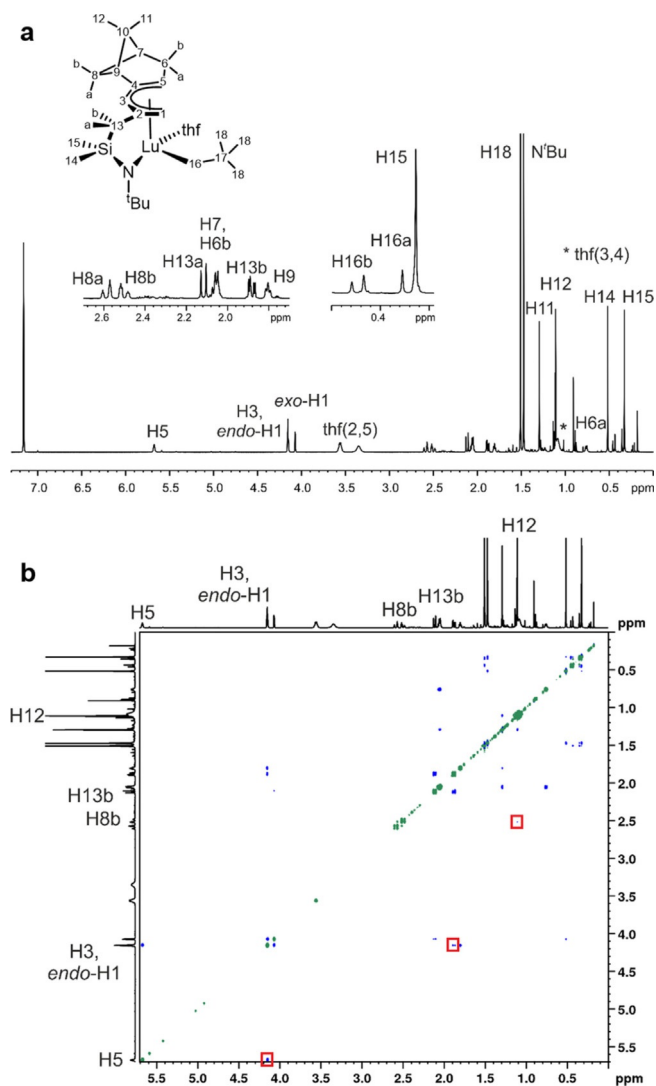 a
12
11
10
7
b
b
8
9
6
a
4
5
a
3
b
2
1
a
13
thf
18
15
Si
Lu
17
18
14
N
16
18
tBu
H7,
H6b
H8a
H8b
H13a
H13b
H9
2.6 2.4 2.2 2.0 ppm
H15
H16b
H16a
0.4 ppm
H18 NtBu
* thf(3,4)
H12
H11
H14
H15
exo-H1
H3,
endo-H1
thf(2,5)
H5
*
H6a
7.0 6.5 6.0 5.5 5.0 4.5 4.0 3.5 3.0 2.5 2.0 1.5 1.0 0.5 ppm
b
H12
H3,
endo-H1
H13b
H8b
H5
ppm
0.5
1.0
H12
1.5
2.0
H13b
H8b
2.5
3.0
3.5
4.0
H3,
endo-H1
4.5
5.0
H5
5.5
5.5 5.0 4.5 4.0 3.5 3.0 2.5 2.0 1.5 1.0 0.5 ppm